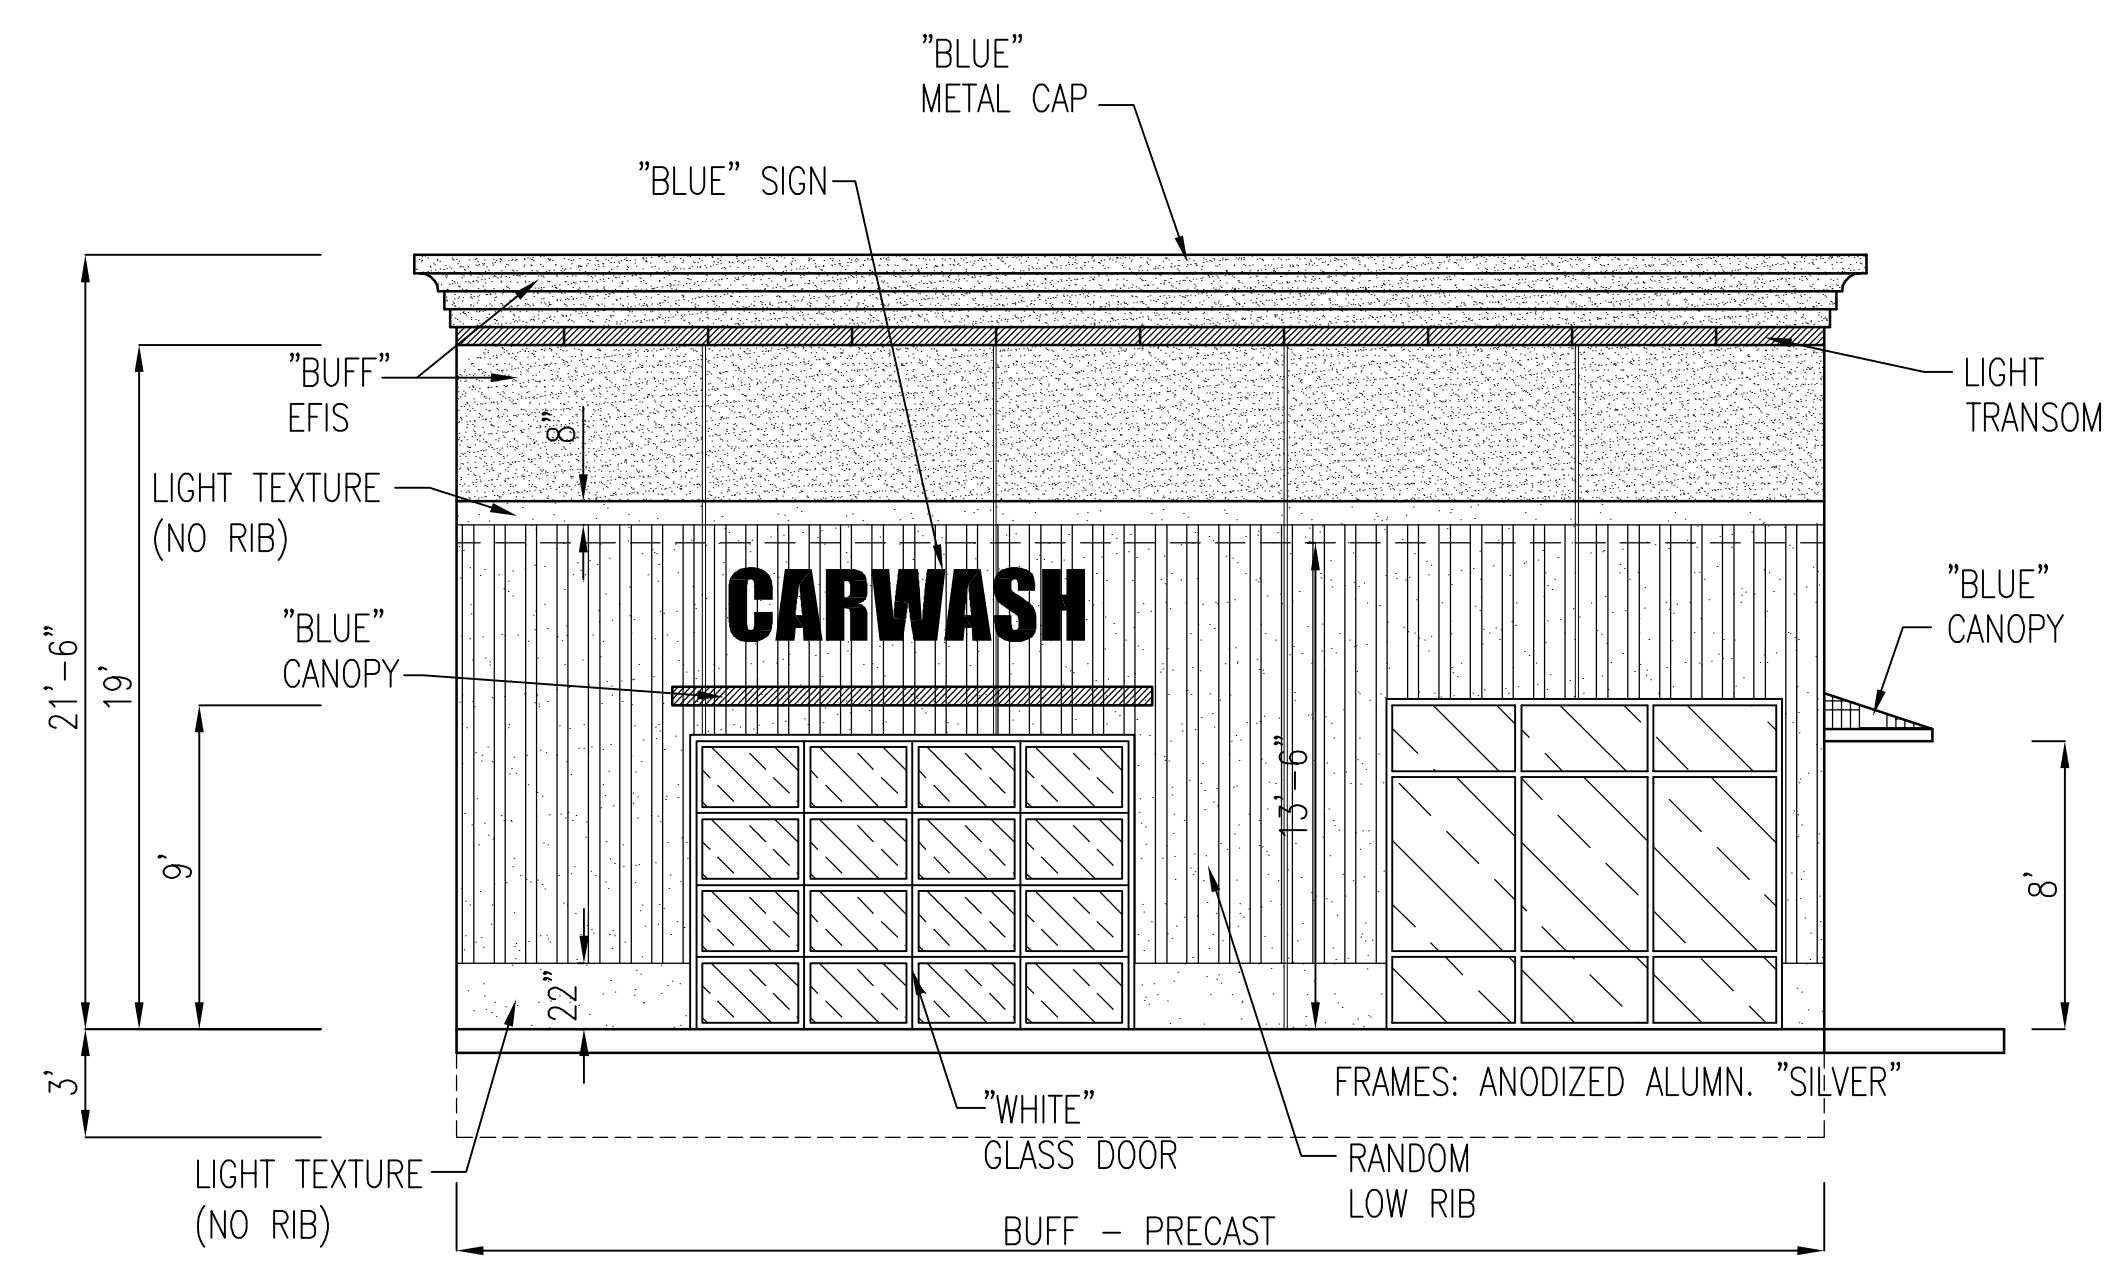 "BLUE"
METAL CAP
"BLUE" SIGN
"BUFF"
EFIS
LIGHT
TRANSOM
8"
LIGHT TEXTURE
(NO RIB)
CARWASH
"BLUE"
CANOPY
"BLUE"
CANOPY
21'-6"
19'
9'
13'-6"
8'
22"
3'
FRAMES: ANODIZED ALUMN. "SILVER"
"WHITE"
GLASS DOOR
RANDOM
LOW RIB
LIGHT TEXTURE
(NO RIB)
BUFF - PRECAST